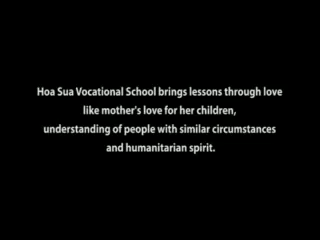 Hoa Sua Vocational School brings lessons through love
like mother's love for her children,
understanding of people with similar circumstances
and humanitarian spirit.